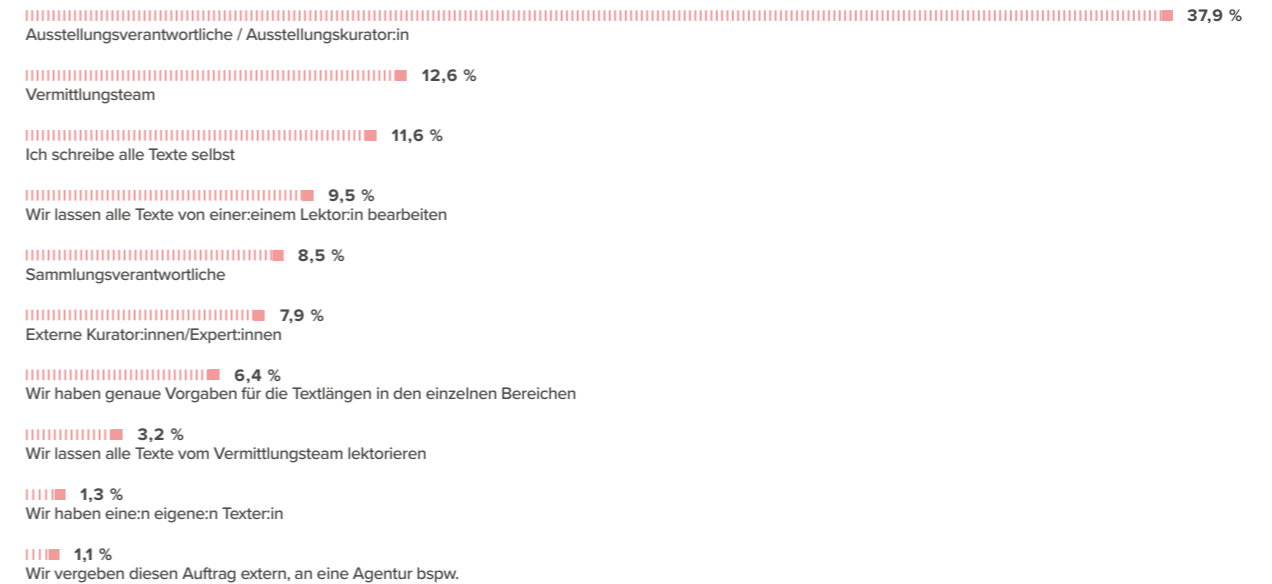 37,9 %
Ausstellungsverantwortliche / Ausstellungskurator:in
12,6 %
Vermittlungsteam
11,6 %
Ich schreibe alle Texte selbst
9,5 %
Wir lassen alle Texte von einer:einem Lektor:in bearbeiten
8,5 %
Sammlungsverantwortliche
7,9 %
Externe Kurator:innen/Expert:innen
6,4 %
Wir haben genaue Vorgaben für die Textlängen in den einzelnen Bereichen
3,2 %
Wir lassen alle Texte vom Vermittlungsteam lektorieren
1,3 %
Wir haben eine:n eigene:n Texter:in
1,1 %
Wir vergeben diesen Auftrag extern, an eine Agentur bspw.